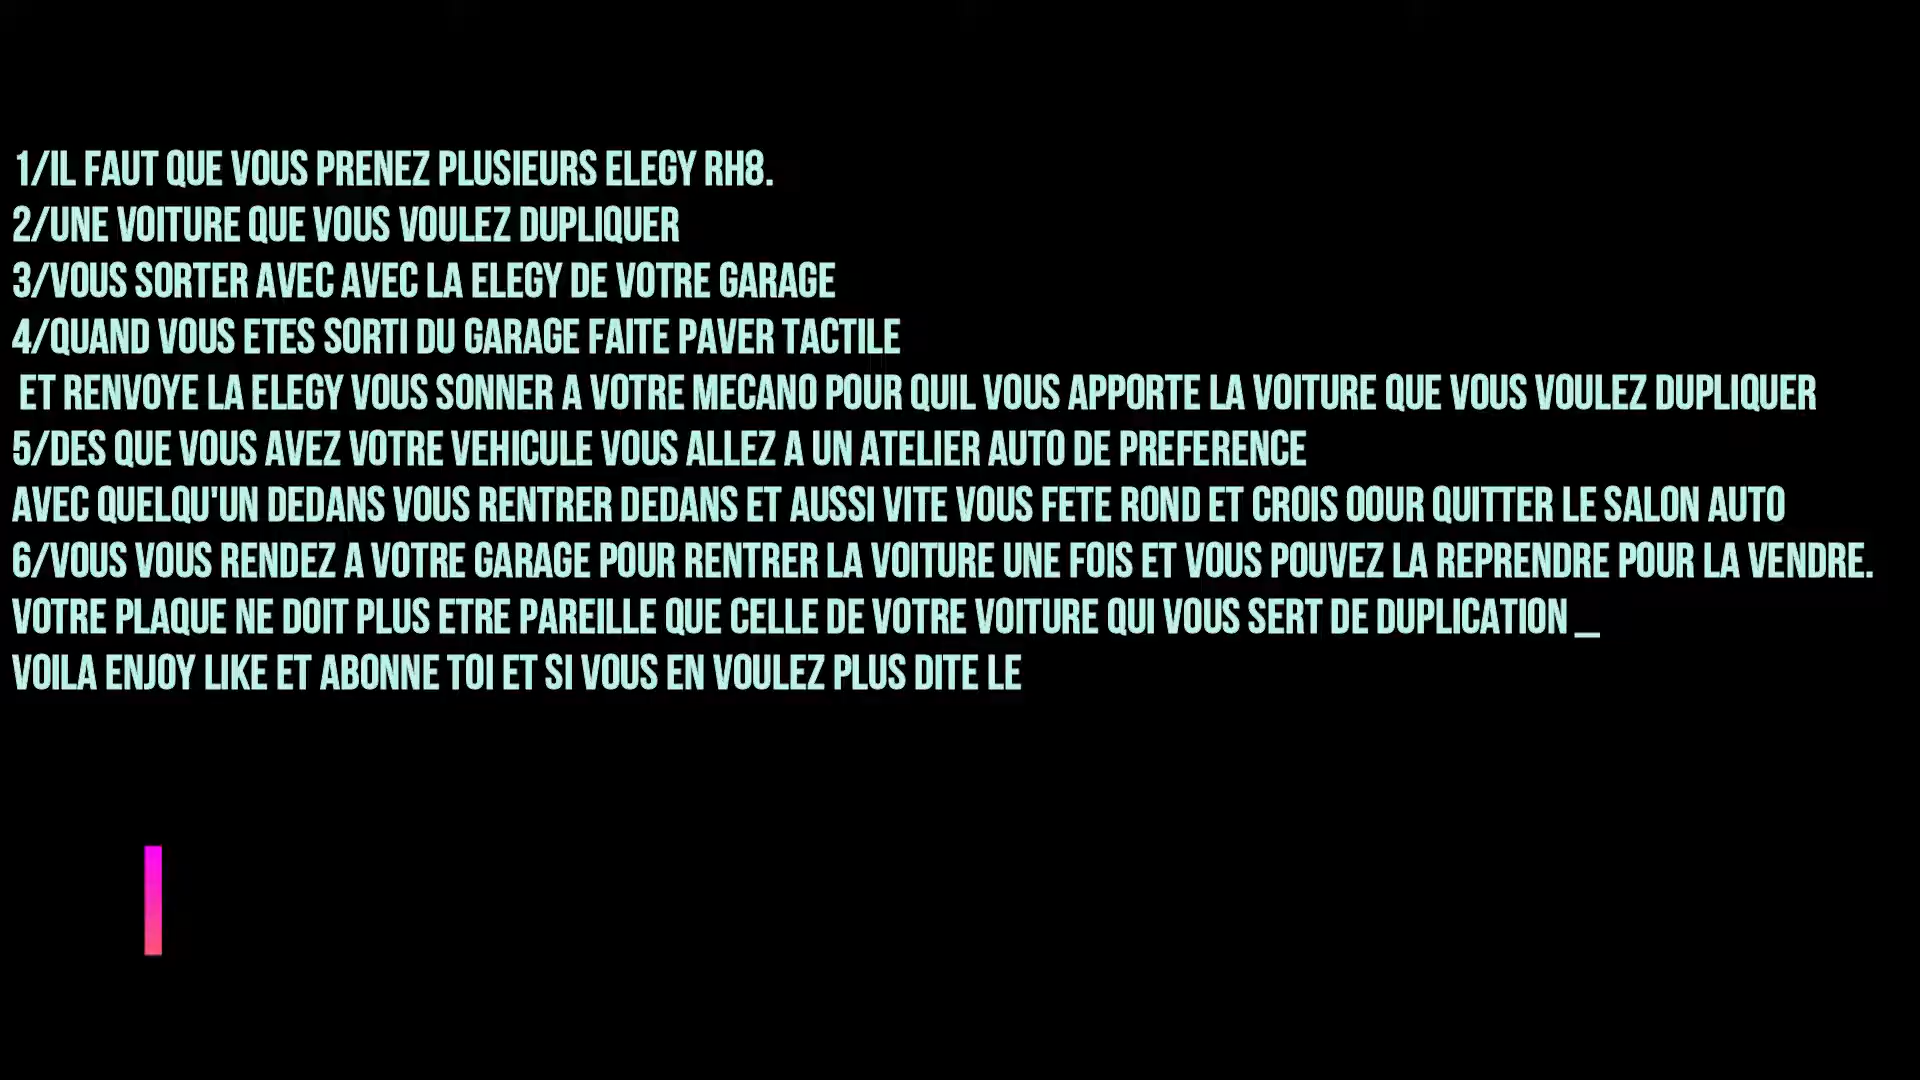 1/IL FAUT QUE VOUS PRENEZ PLUSIEURS ELEGY RH8.
2/UNE VOITURE QUE VOUS VOULEZ DUPLIQUER
3/VOUS SORTER AVEC AVEC LA ELEGY DE VOTRE GARAGE
4/QUAND VOUS ETES SORTI DU GARAGE FAITE PAVER TACTILE
ET RENVOYE LA ELEGY VOUS SONNER A VOTRE MECANO POUR QUIL VOUS APPORTE LA VOITURE QUE VOUS VOULEZ DUPLIQUER
5/DES QUE VOUS AVEZ VOTRE VEHICULE VOUS ALLEZ A UN ATELIER AUTO DE PREFERENCE
AVEC QUELQU'UN DEDANS VOUS RENTRER DEDANS ET AUSSI VITE VOUS FETE ROND ET CROIS OOUR QUITTER LE SALON AUTO
6/VOUS VOUS RENDEZ A VOTRE GARAGE POUR RENTRER LA VOITURE UNE FOIS ET VOUS POUVEZ LA REPRENDRE POUR LA VENDRE.
VOTRE PLAQUE NE DOIT PLUS ETRE PAREILLE QUE CELLE DE VOTRE VOITURE QUI VOUS SERT DE DUPLICATION _
VOILA ENJOY LIKE ET ABONNE TOI ET SI VOUS EN VOULEZ PLUS DITE LE